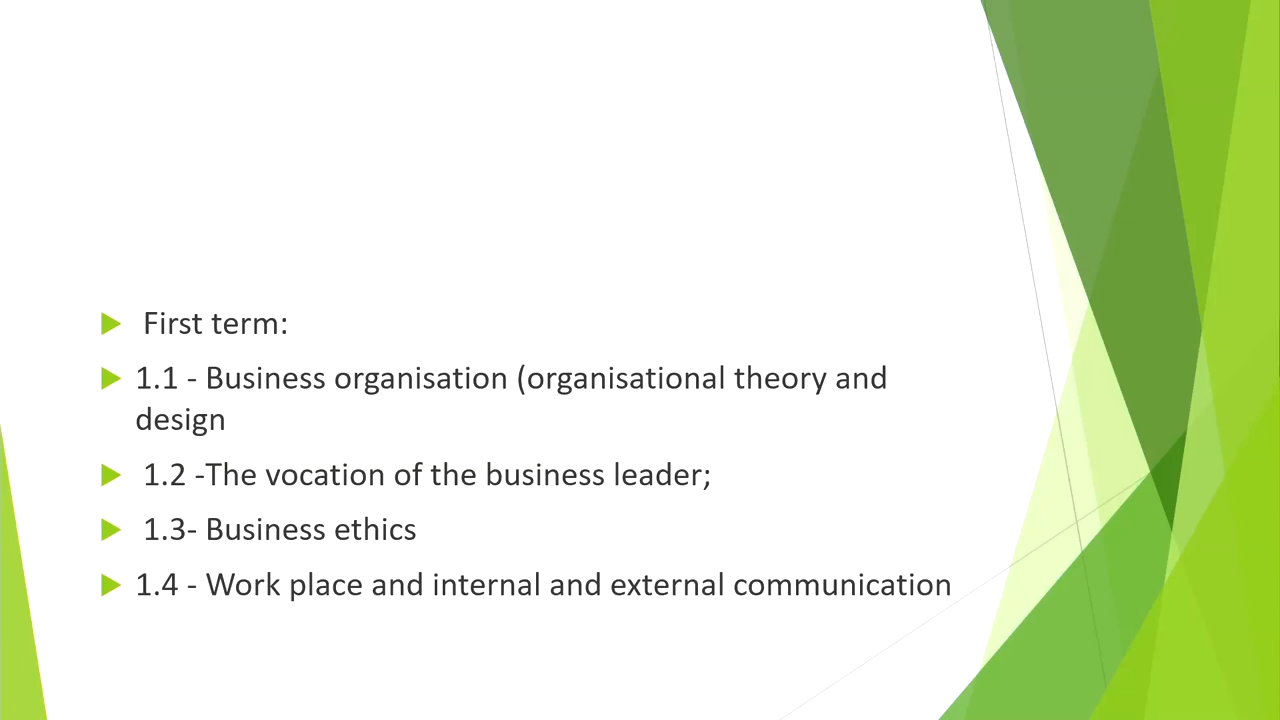 First term:
1.1 - Business organisation (organisational theory and
design
1.2 -The vocation of the business leader;
1.3- Business ethics
1.4 - Work place and internal and external communication